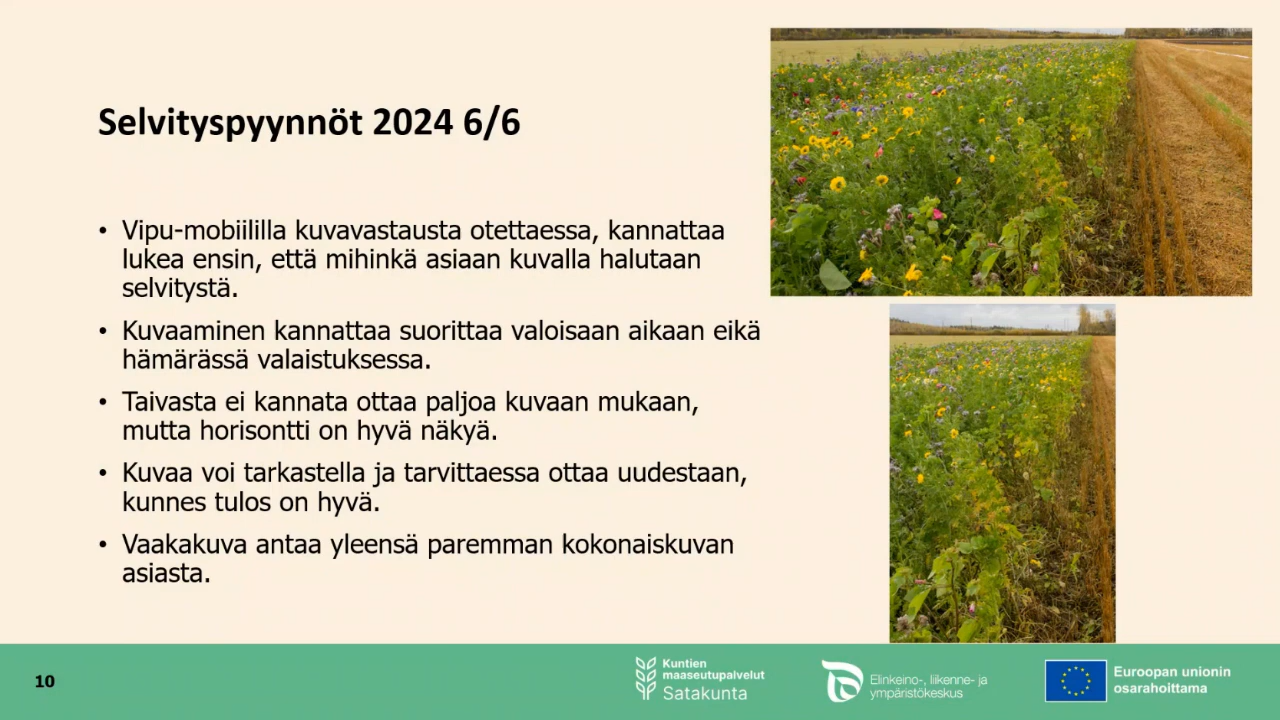 Selvityspyynnöt 2024 6/6
• Vipu-mobiililla kuvavastausta otettaessa, kannattaa
lukea ensin, että mihinkä asiaan kuvalla halutaan
selvitystä.
• Kuvaaminen kannattaa suorittaa valoisaan aikaan eikä
hämärässä valaistuksessa.
• Taivasta ei kannata ottaa paljoa kuvaan mukaan,
mutta horisontti on hyvä näkyä.
• Kuvaa voi tarkastella ja tarvittaessa ottaa uudestaan,
kunnes tulos on hyvä.
• Vaakakuva antaa yleensä paremman kokonaiskuvan
asiasta.
10
Kuntien
maaseutupalvelut
Satakunta
Elinkeino-, liikenne- ja
ympäristökeskus
Euroopan unionin
osarahoittama